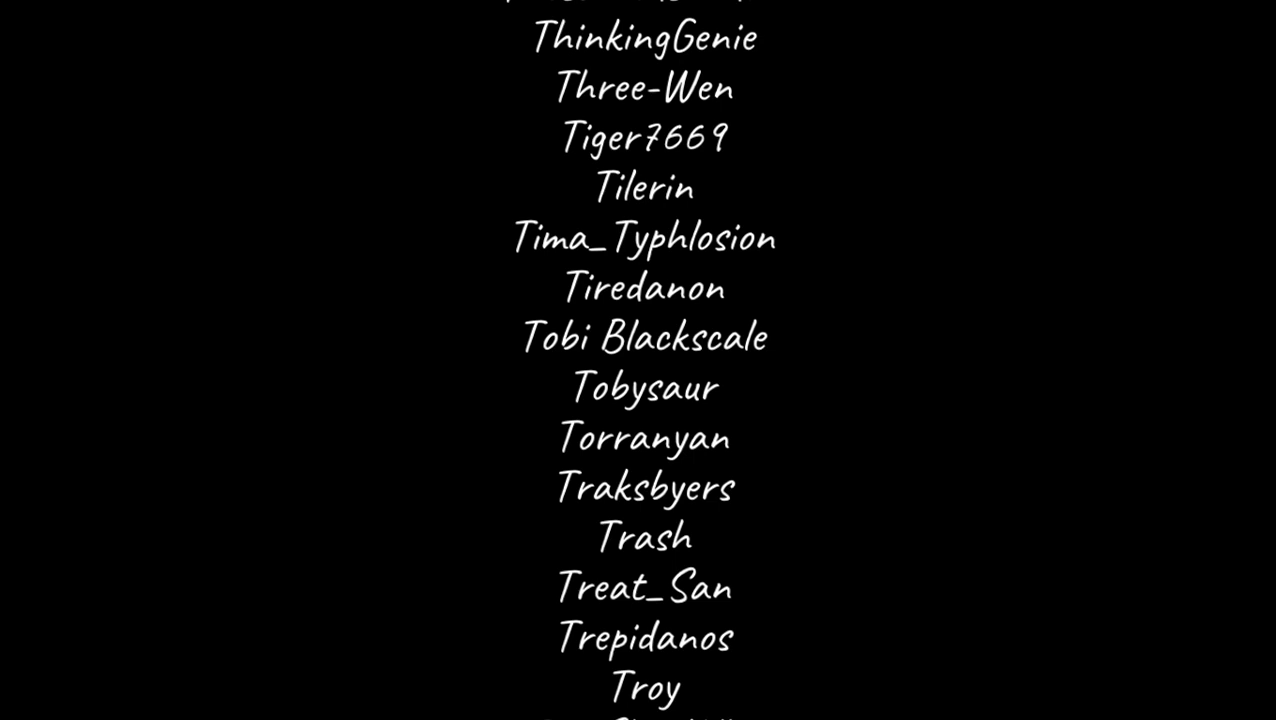 ThinkingGenie
Three-Wen
Tiger7669
Tilerin
Tima_Typhlosion
Tiredanon
Tobi Blackscale
Tobysaur
Torranyan
Traksbyers
Trash
Treat_San
Trepidanos
Troy